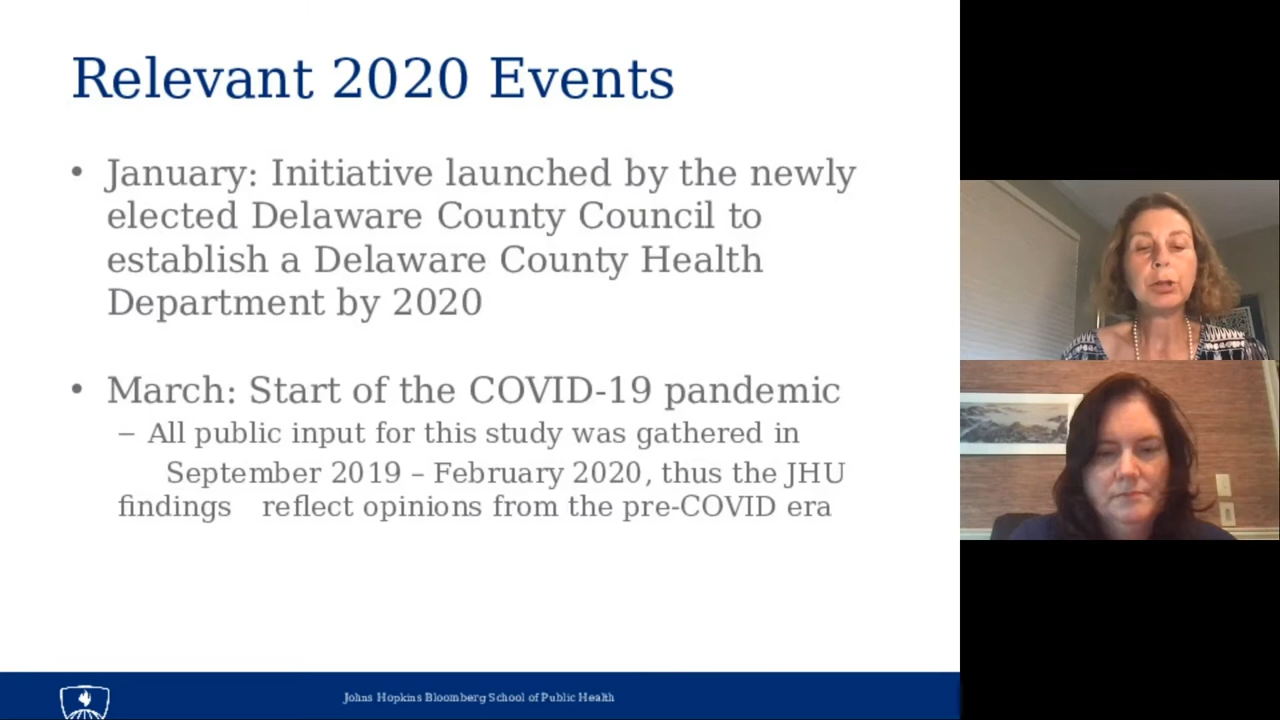 Relevant 2020 Events
• January: Initiative launched by the newly
elected Delaware County Council to
establish a Delaware County Health
Department by 2020
• March: Start of the COVID-19 pandemic
– All public input for this study was gathered in
September 2019 – February 2020, thus the JHU
findings reflect opinions from the pre-COVID era
Johns Hopkins Bloomberg School of Public Health